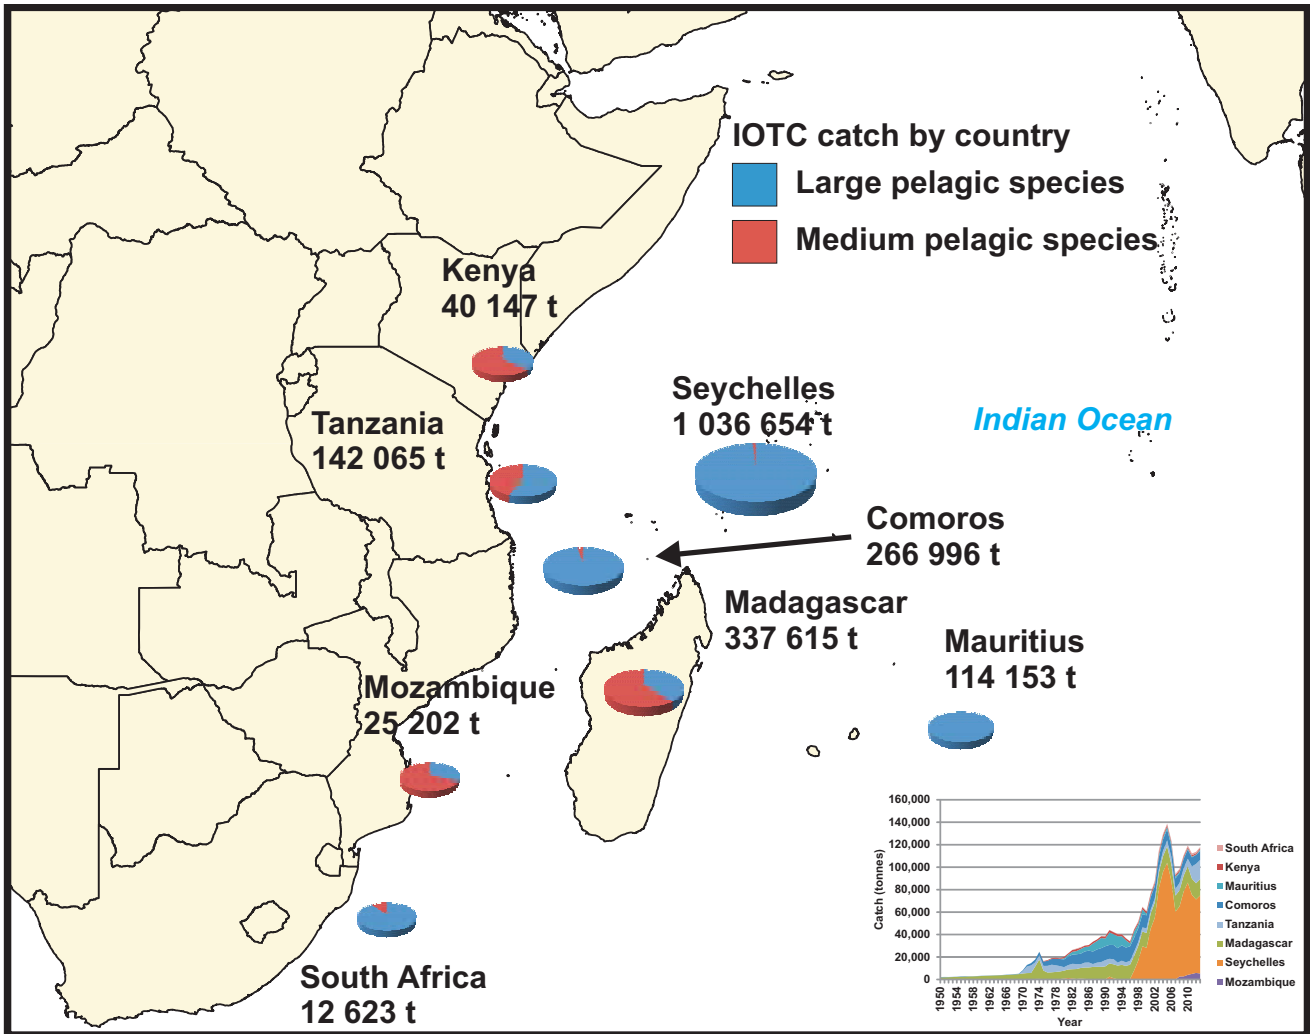 IOTC catch by country
Large pelagic species
Medium pelagic species
Kenya
40 147 t
Seychelles
1 036 654 t
Indian Ocean
Tanzania
142 065 t
Comoros
266 996 t
Madagascar
337 615 t
Mauritius
114 153 t
Mozambique
25 202 t
South Africa
12 623 t
160,000
140,000
120,000
100,000
80,000
60,000
40,000
20,000
0
Catch (tonnes)
1950
1954
1958
1962
1966
1970
1974
1978
1982
1986
1990
1994
1998
2002
2006
2010
Year
South Africa
Kenya
Mauritius
Comoros
Tanzania
Madagascar
Seychelles
Mozambique